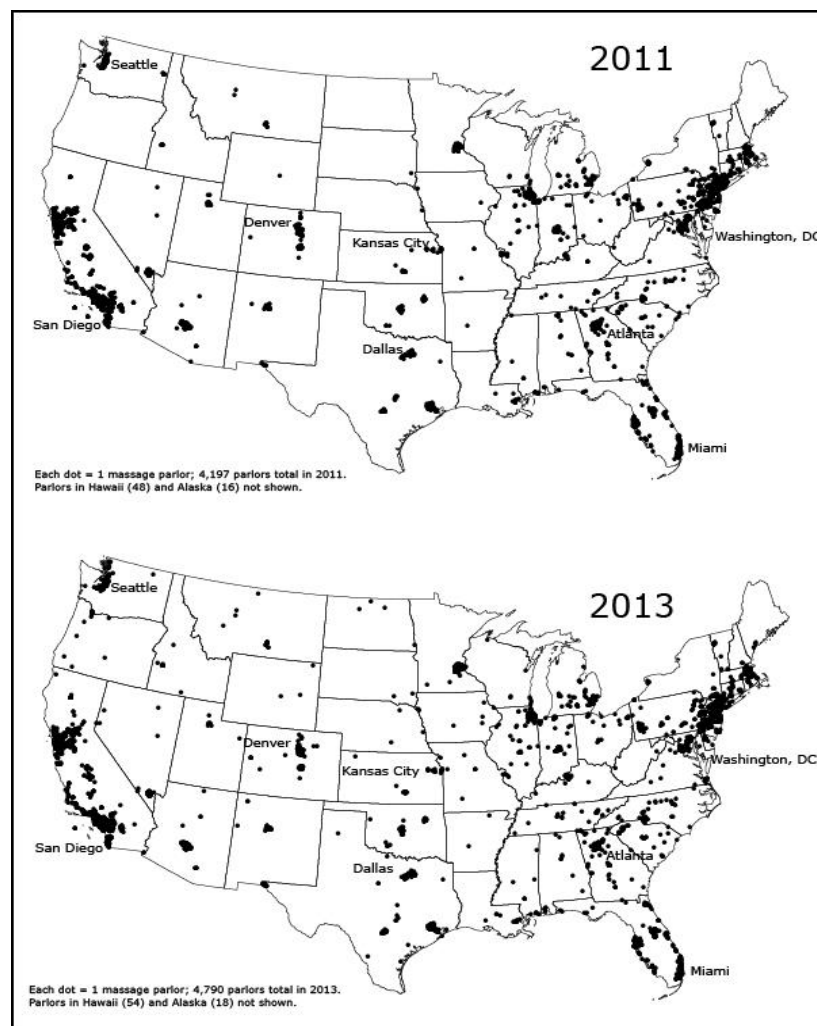 2011
Seattle
Denver
Kansas City
Washington, DC
San Diego
Dallas
Atlanta
Miami
Each dot = 1 massage parlor; 4,197 parlors total in 2011.
Parlors in Hawaii (48) and Alaska (16) not shown.
2013
Seattle
Denver
Kansas City
Washington, DC
San Diego
Dallas
Atlanta
Miami
Each dot = 1 massage parlor; 4,790 parlors total in 2013.
Parlors in Hawaii (54) and Alaska (18) not shown.